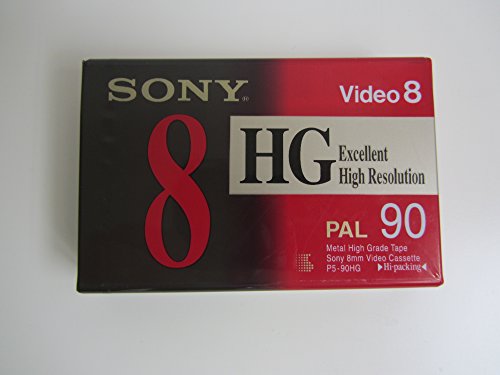 SONY®
Video 8
8
HG
Excellent
High Resolution
PAL 90
Metal High Grade Tape
Sony 8mm Video Cassette
P5-90HG ▶Hi-packing◀